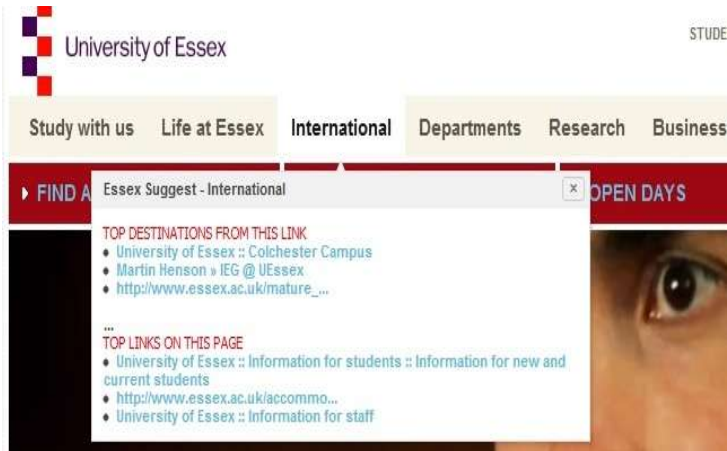 University of Essex
STUDE
Study with us Life at Essex International Departments Research Business
FIND A
OPEN DAYS
Essex Suggest - International
x
TOP DESTINATIONS FROM THIS LINK
University of Essex :: Colchester Campus
Martin Henson » IEG @ UEssex
http://www.essex.ac.uk/mature_...
...
TOP LINKS ON THIS PAGE
University of Essex :: Information for students :: Information for new and
current students
http://www.essex.ac.uk/accommo...
University of Essex :: Information for staff